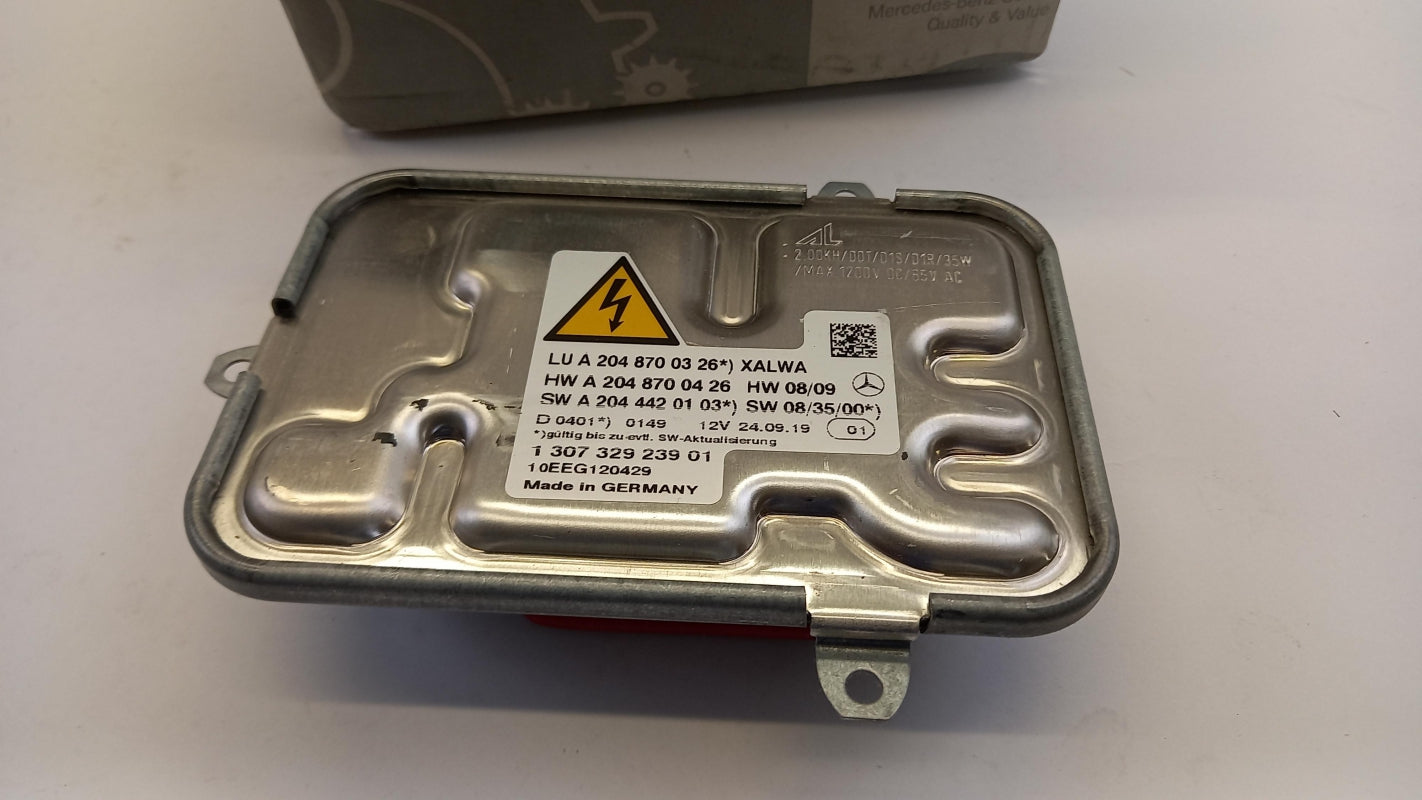 Mercedes-Benz
Quality & Value
AL
2.00KH/00T/D1S/D1R/35W
/MAX 1200V DC/85V AC
LU A 204 870 03 26*) XALWA
HW A 204 870 04 26 HW 08/09
SW A 204 442 01 03*) SW 08/35/00*)
D 0401*) 0149 12V 24.09.19 01
*)gültig bis zu evtl. SW-Aktualisierung
1 307 329 239 01
10EEG120429
Made in GERMANY